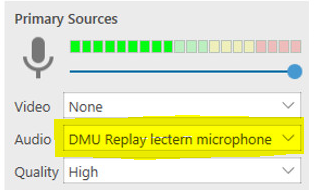 Primary Sources
Video None
Audio DMU Replay lectern microphone
Quality High